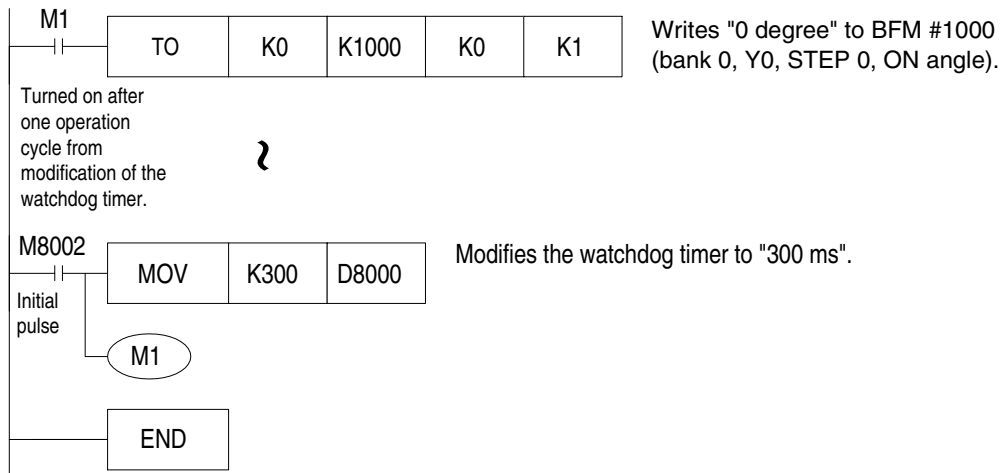 M1
TO K0 K1000 K0 K1
Writes "0 degree" to BFM #1000
(bank 0, Y0, STEP 0, ON angle).
Turned on after
one operation
cycle from
modification of the
watchdog timer.
M8002
MOV K300 D8000
Modifies the watchdog timer to "300 ms".
Initial
pulse
M1
END